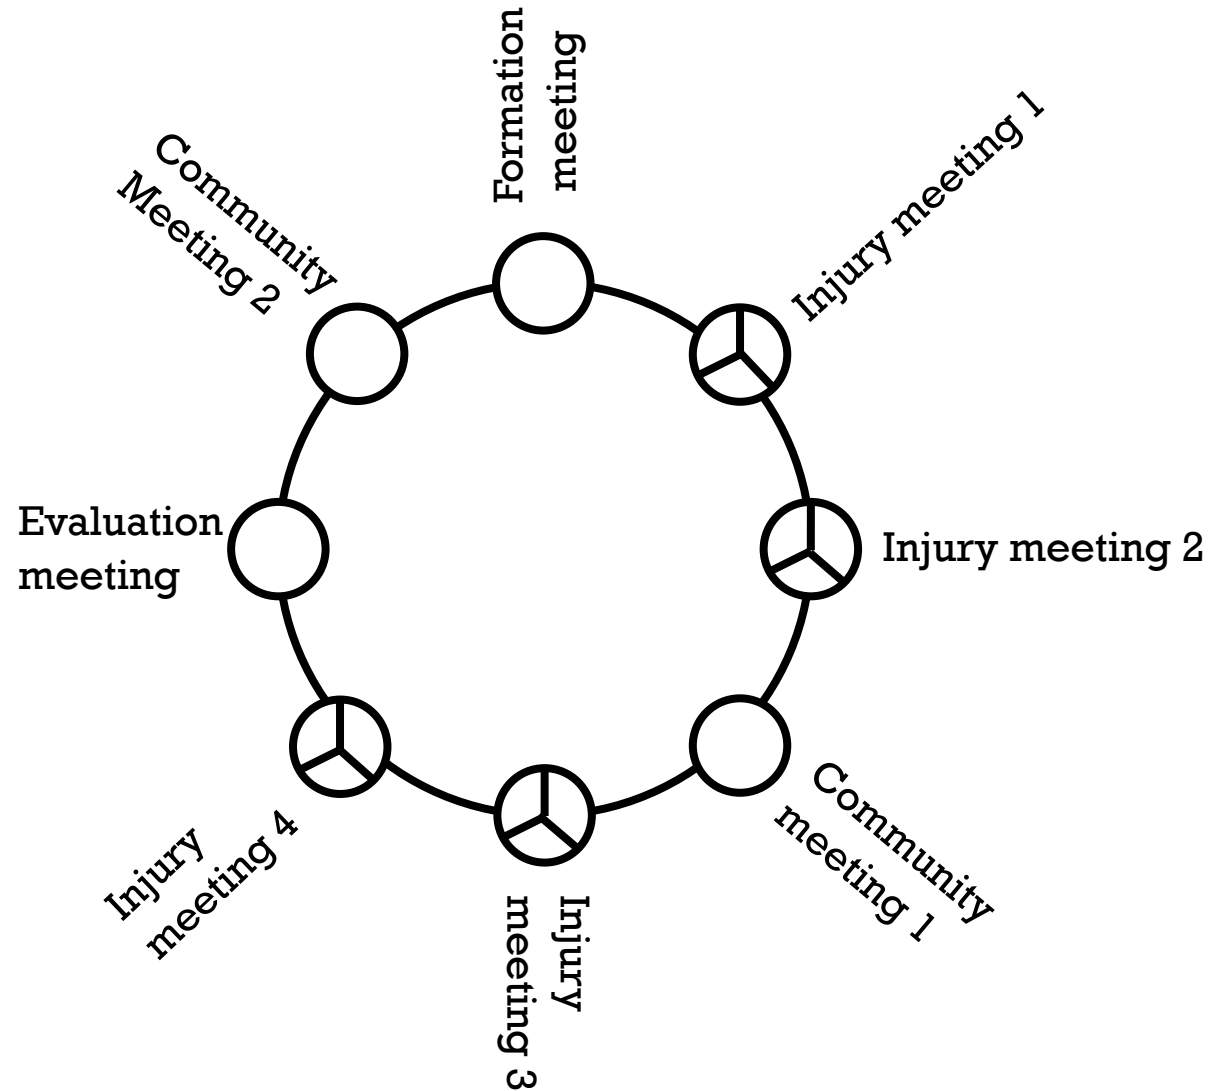 Formation
meeting
Injury meeting 1
Injury meeting 2
Community
meeting 1
Injury
meeting 3
Injury
meeting 4
Evaluation
meeting
Community
Meeting 2